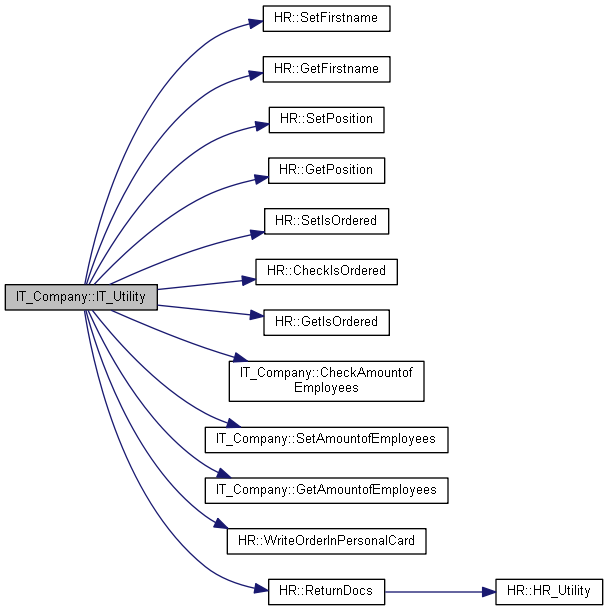 HR::SetFirstname
HR::GetFirstname
HR::SetPosition
HR::GetPosition
HR::SetIsOrdered
HR::CheckIsOrdered
IT_Company::IT_Utility
HR::GetIsOrdered
IT_Company::CheckAmountof
Employees
IT_Company::SetAmountofEmployees
IT_Company::GetAmountofEmployees
HR::WriteOrderInPersonalCard
HR::ReturnDocs
HR::HR_Utility